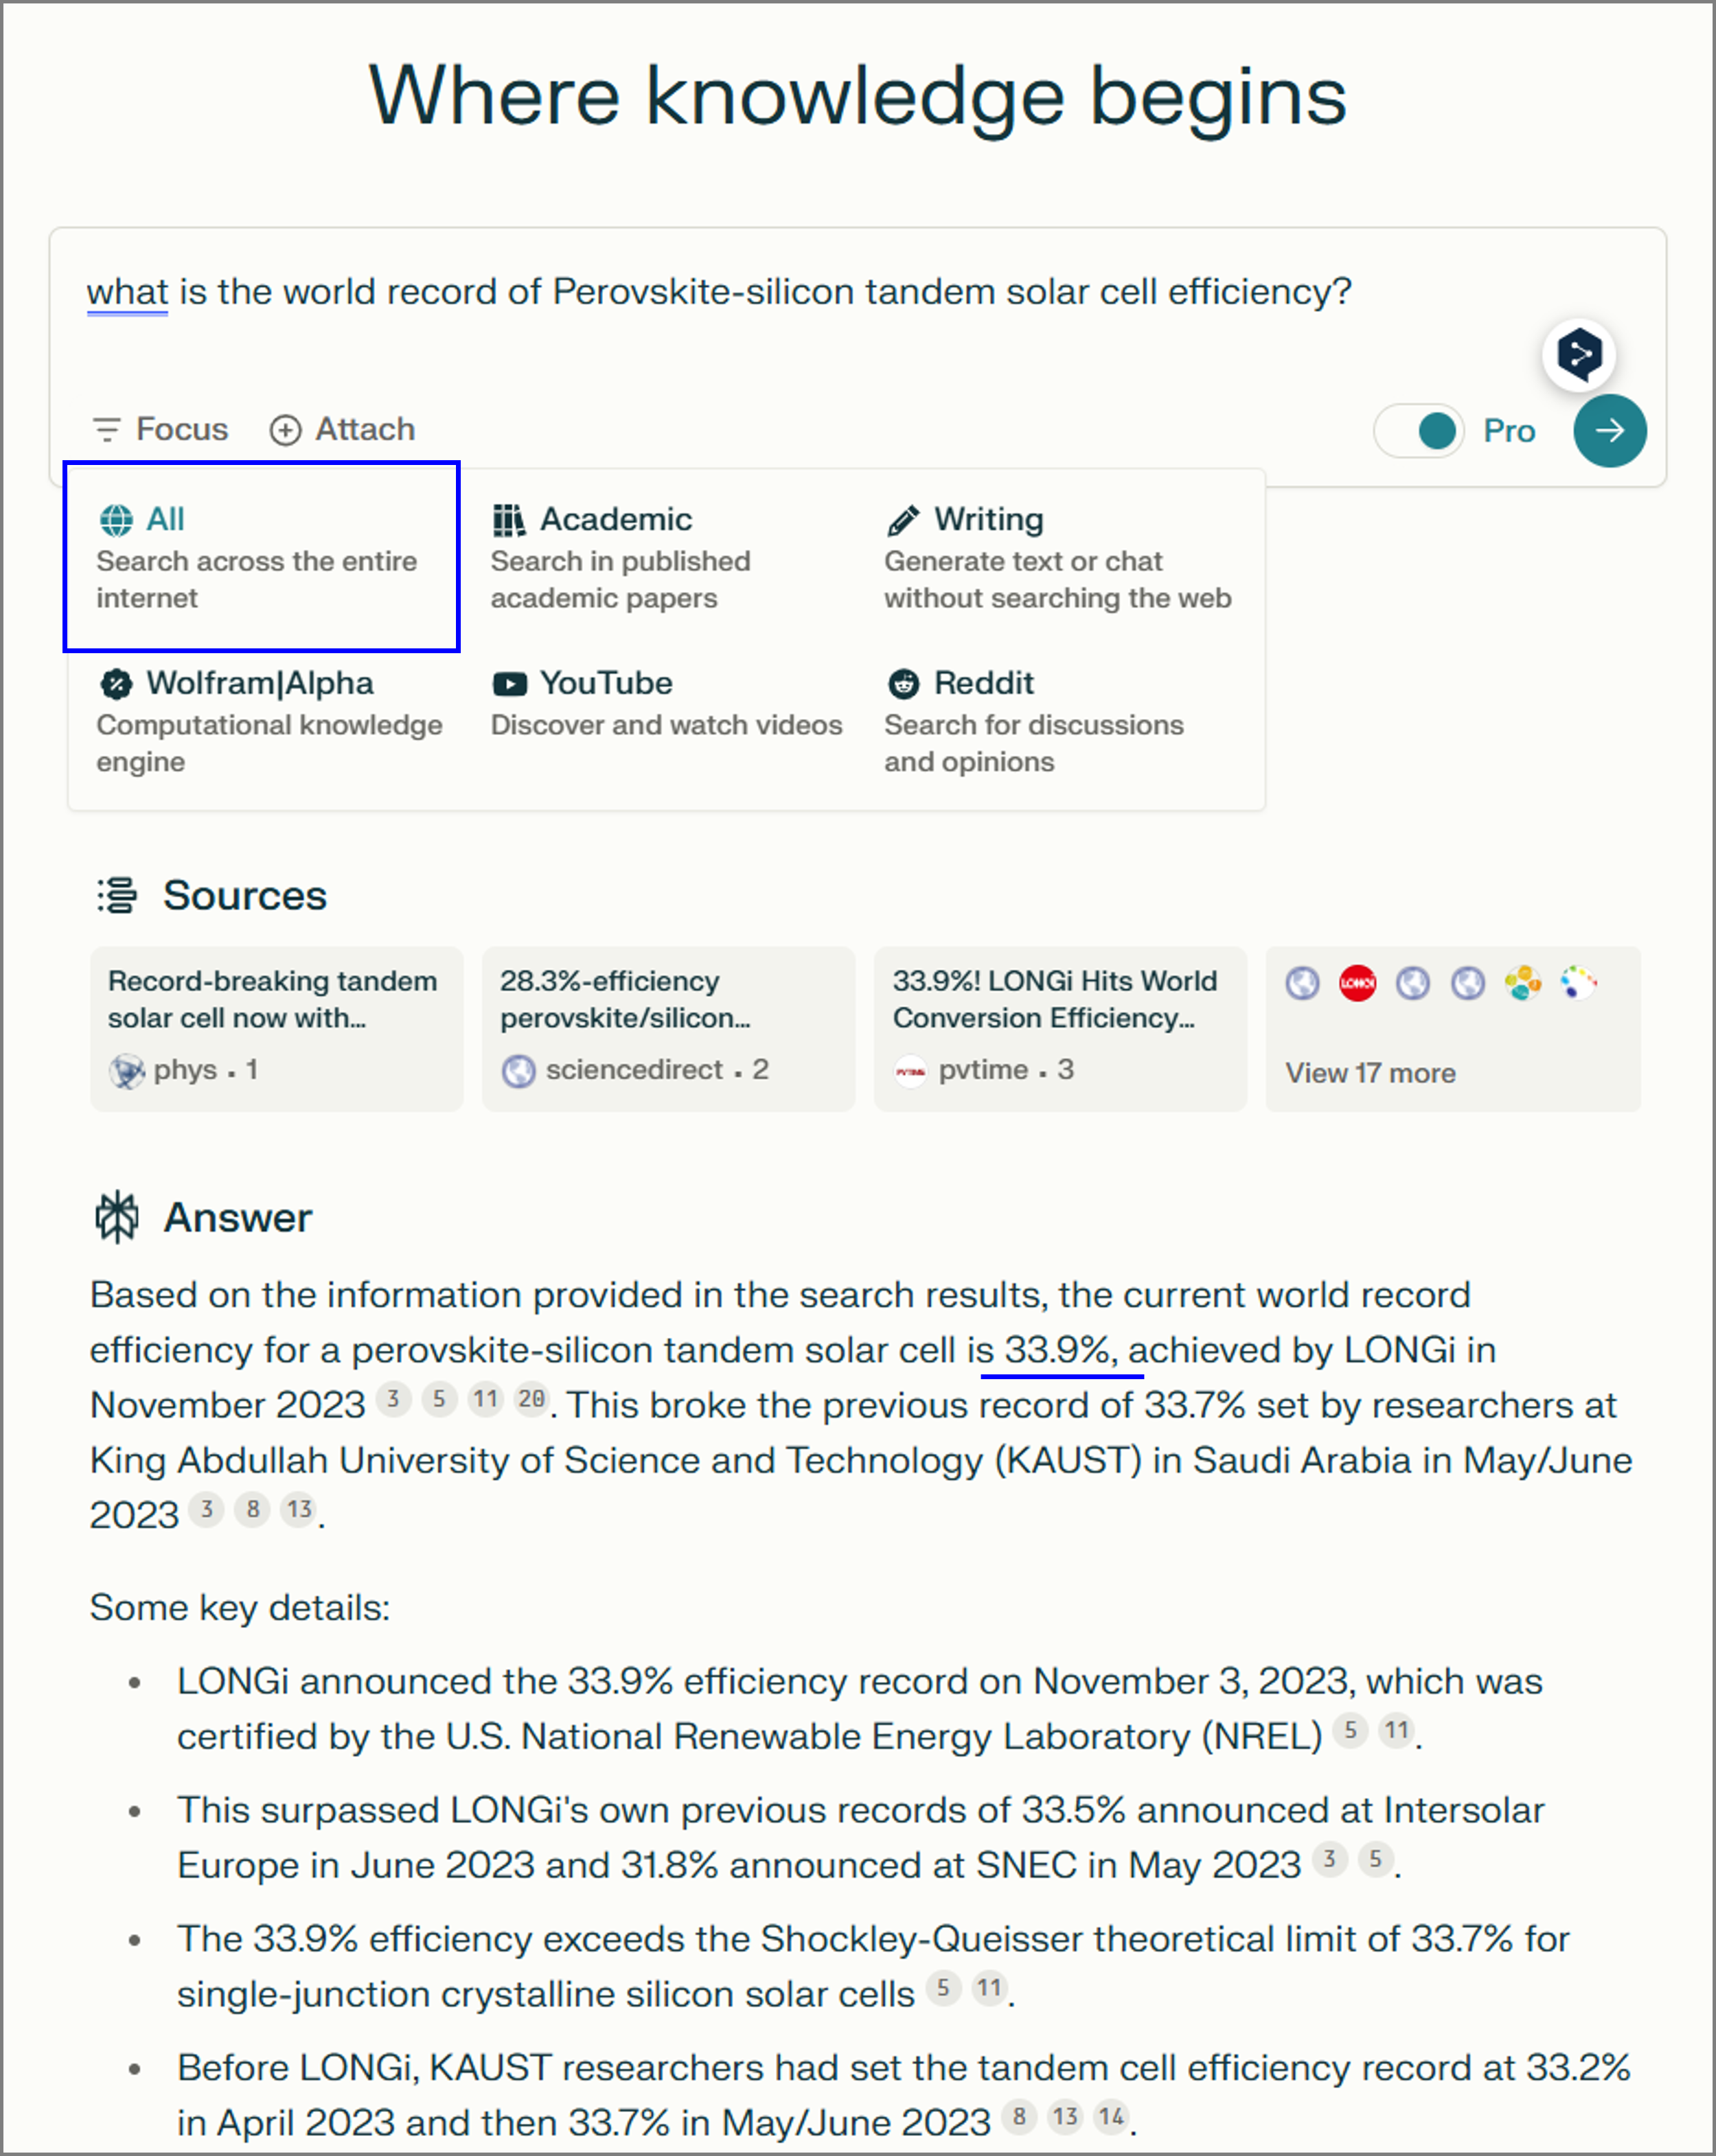 Where knowledge begins
what is the world record of Perovskite-silicon tandem solar cell efficiency?
Focus Attach
Pro
All
Search across the entire
internet
Academic
Search in published
academic papers
Writing
Generate text or chat
without searching the web
Wolfram|Alpha
Computational knowledge
engine
YouTube
Discover and watch videos
Reddit
Search for discussions
and opinions
Sources
Record-breaking tandem
solar cell now with...
phys · 1
28.3%-efficiency
perovskite/silicon...
sciencedirect · 2
33.9%! LONGi Hits World
Conversion Efficiency...
PVTIME pvtime · 3
LONGi
View 17 more
Answer
Based on the information provided in the search results, the current world record
efficiency for a perovskite-silicon tandem solar cell is 33.9%, achieved by LONGi in
November 2023 3 5 11 20. This broke the previous record of 33.7% set by researchers at
King Abdullah University of Science and Technology (KAUST) in Saudi Arabia in May/June
2023 3 8 13.
Some key details:
• LONGi announced the 33.9% efficiency record on November 3, 2023, which was
certified by the U.S. National Renewable Energy Laboratory (NREL) 5 11.
• This surpassed LONGi's own previous records of 33.5% announced at Intersolar
Europe in June 2023 and 31.8% announced at SNEC in May 2023 3 5.
• The 33.9% efficiency exceeds the Shockley-Queisser theoretical limit of 33.7% for
single-junction crystalline silicon solar cells 5 11.
• Before LONGi, KAUST researchers had set the tandem cell efficiency record at 33.2%
in April 2023 and then 33.7% in May/June 2023 8 13 14.